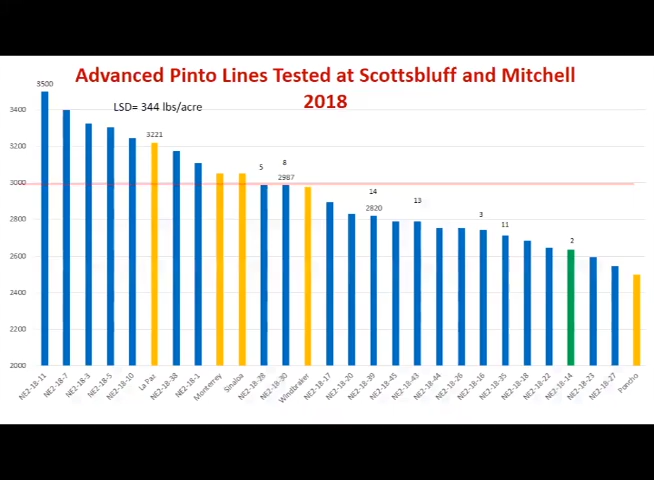 Advanced Pinto Lines Tested at Scottsbluff and Mitchell
2018
LSD= 344 lbs/acre
3500
3221
5
8
2987
14
2820
13
3
11
2
3400
3200
3000
2800
2600
2400
2200
2000
NE2-18-11
NE2-18-7
NE2-18-3
NE2-18-5
NE2-18-10
La Paz
NE2-18-38
NE2-18-1
Monterrey
Sinaloa
NE2-18-28
NE2-18-30
Windbraker
NE2-18-17
NE2-18-20
NE2-18-39
NE2-18-45
NE2-18-43
NE2-18-44
NE2-18-26
NE2-18-16
NE2-18-35
NE2-18-18
NE2-18-22
NE2-18-14
NE2-18-23
NE2-18-27
Poncho